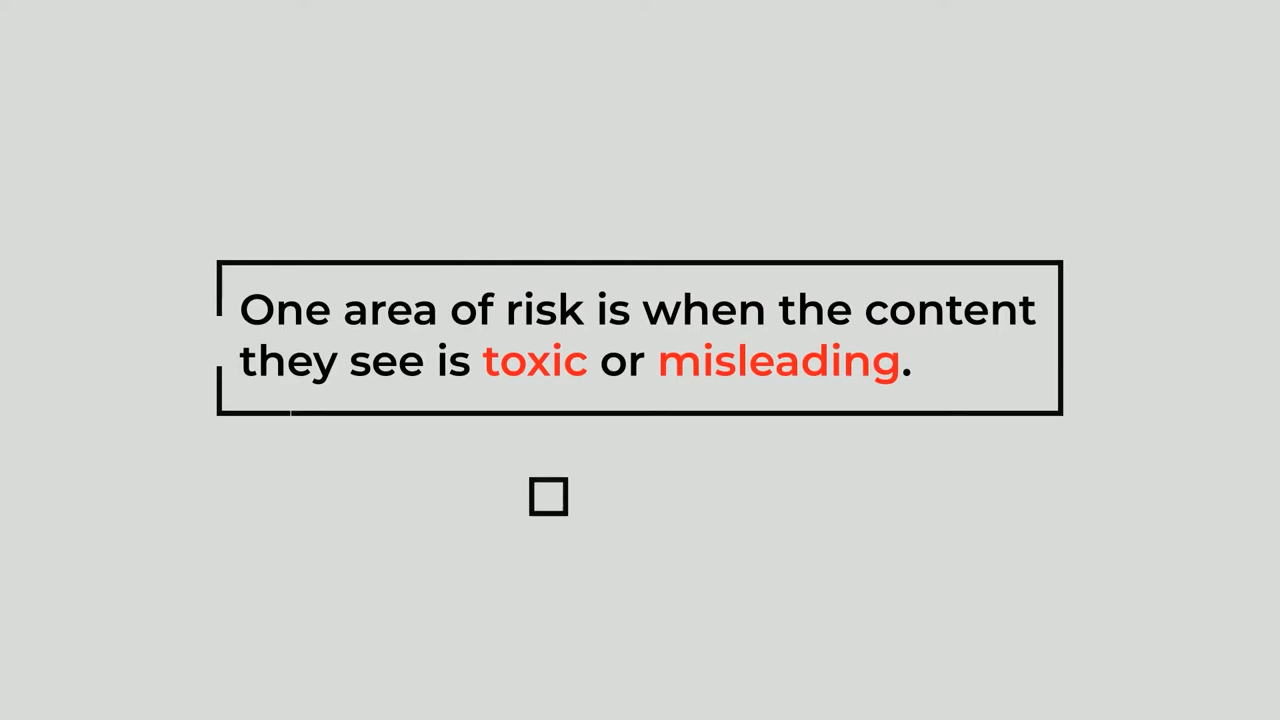 One area of risk is when the content
they see is toxic or misleading.